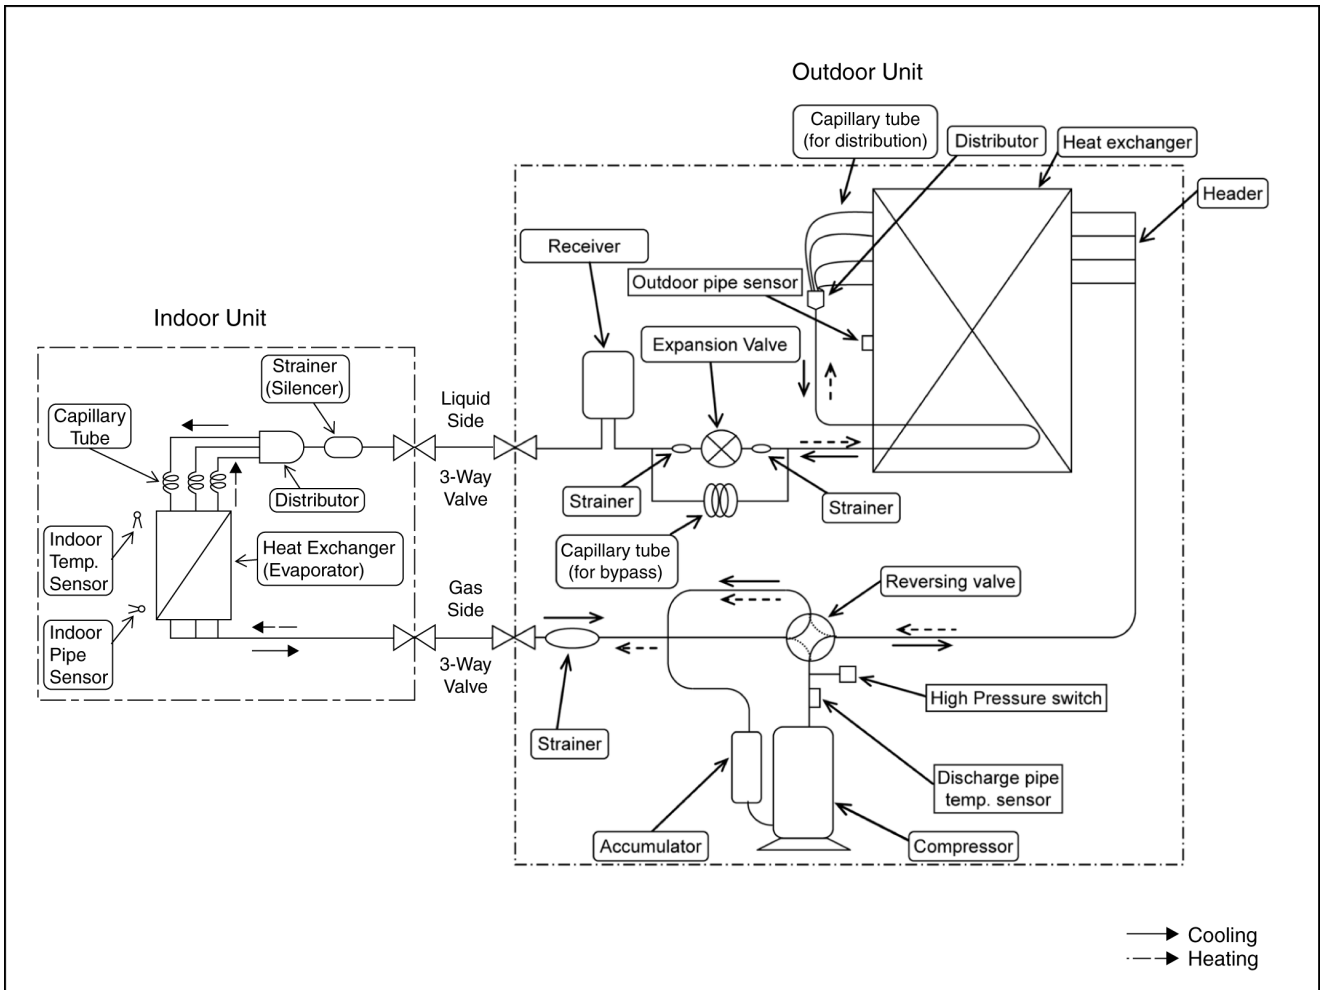 Outdoor Unit
Capillary tube
(for distribution)
Distributor
Heat exchanger
Header
Receiver
Outdoor pipe sensor
Expansion Valve
Indoor Unit
Strainer
(Silencer)
Capillary
Tube
Liquid
Side
3-Way
Valve
Distributor
Strainer
Strainer
Indoor
Temp.
Sensor
Heat Exchanger
(Evaporator)
Capillary tube
(for bypass)
Gas
Side
Reversing valve
Indoor
Pipe
Sensor
3-Way
Valve
High Pressure switch
Strainer
Discharge pipe
temp. sensor
Accumulator
Compressor
Cooling
Heating